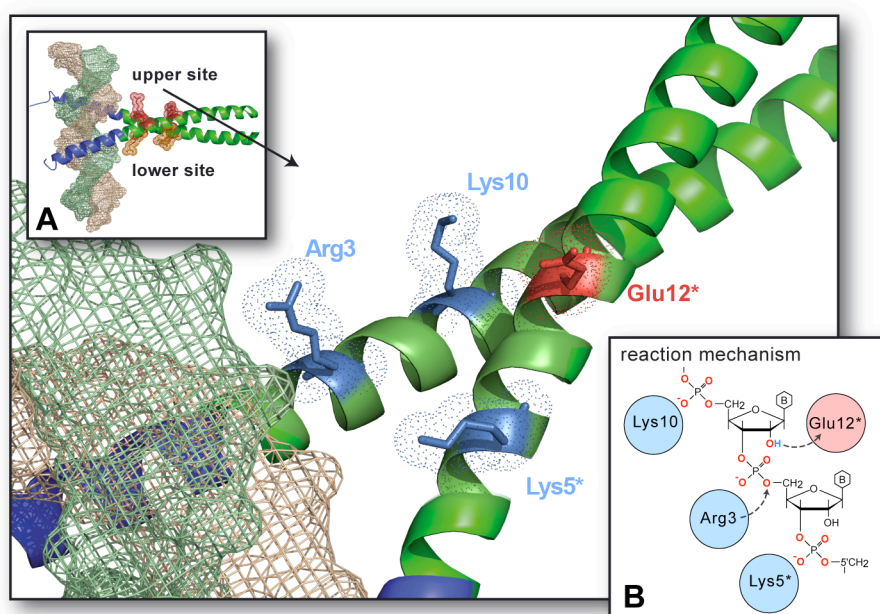 upper site
lower site
A
Lys10
Arg3
Glu12*
Lys5*
reaction mechanism
O O
P
-O O CH2 O B
Lys10
Glu12*
O OH
O O
P
-O O CH2 O B
Arg3
O OH
O O
P
-O O 5'CH2
Lys5*
B